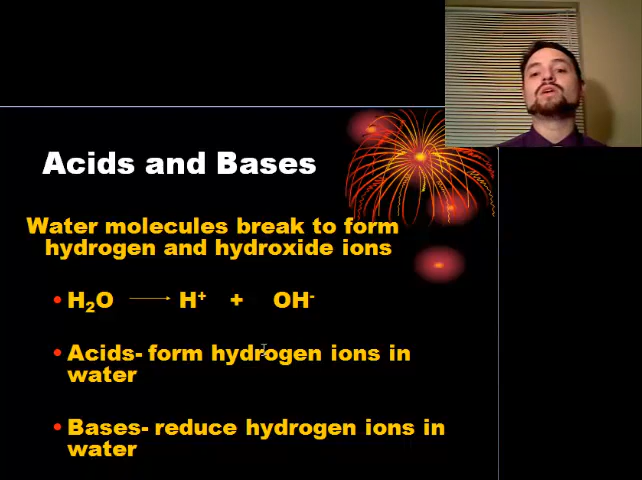 Acids and Bases
Water molecules break to form
hydrogen and hydroxide ions
• H₂O → H⁺ + OH⁻
• Acids- form hydrogen ions in
water
• Bases- reduce hydrogen ions in
water